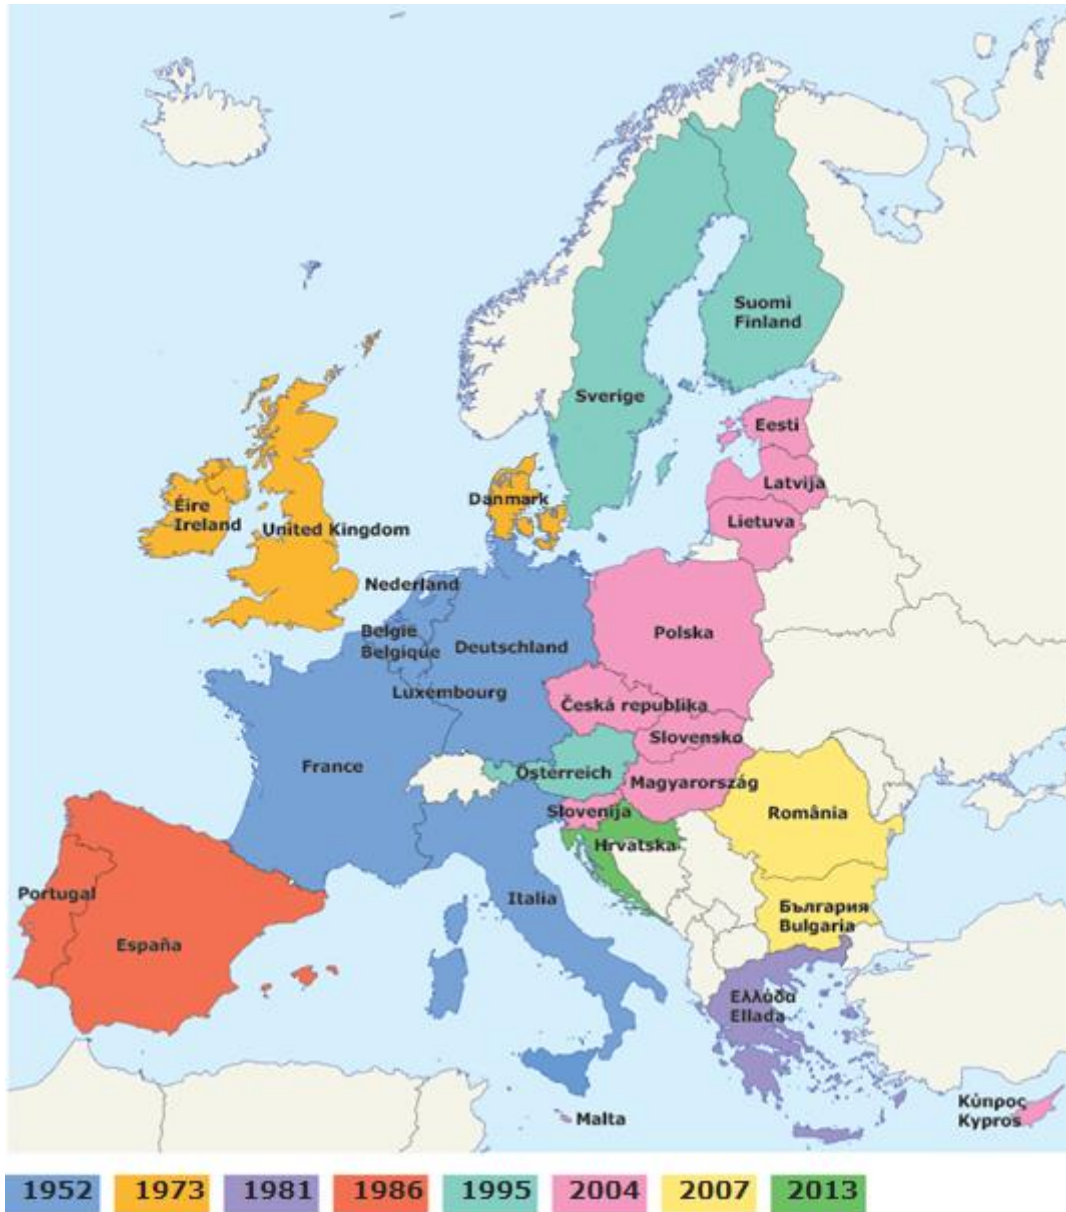 Suomi
Finland
Sverige
Eesti
Latvija
Lietuva
Danmark
Éire
Ireland
United Kingdom
Nederland
België
Belgique
Deutschland
Polska
Luxembourg
Česká republika
Slovensko
France
Österreich
Magyarország
Slovenija
România
Hrvatska
Portugal
Italia
España
България
Bulgaria
Ελλάδα
Ellada
Κύπρος
Kypros
Malta
1952 1973 1981 1986 1995 2004 2007 2013